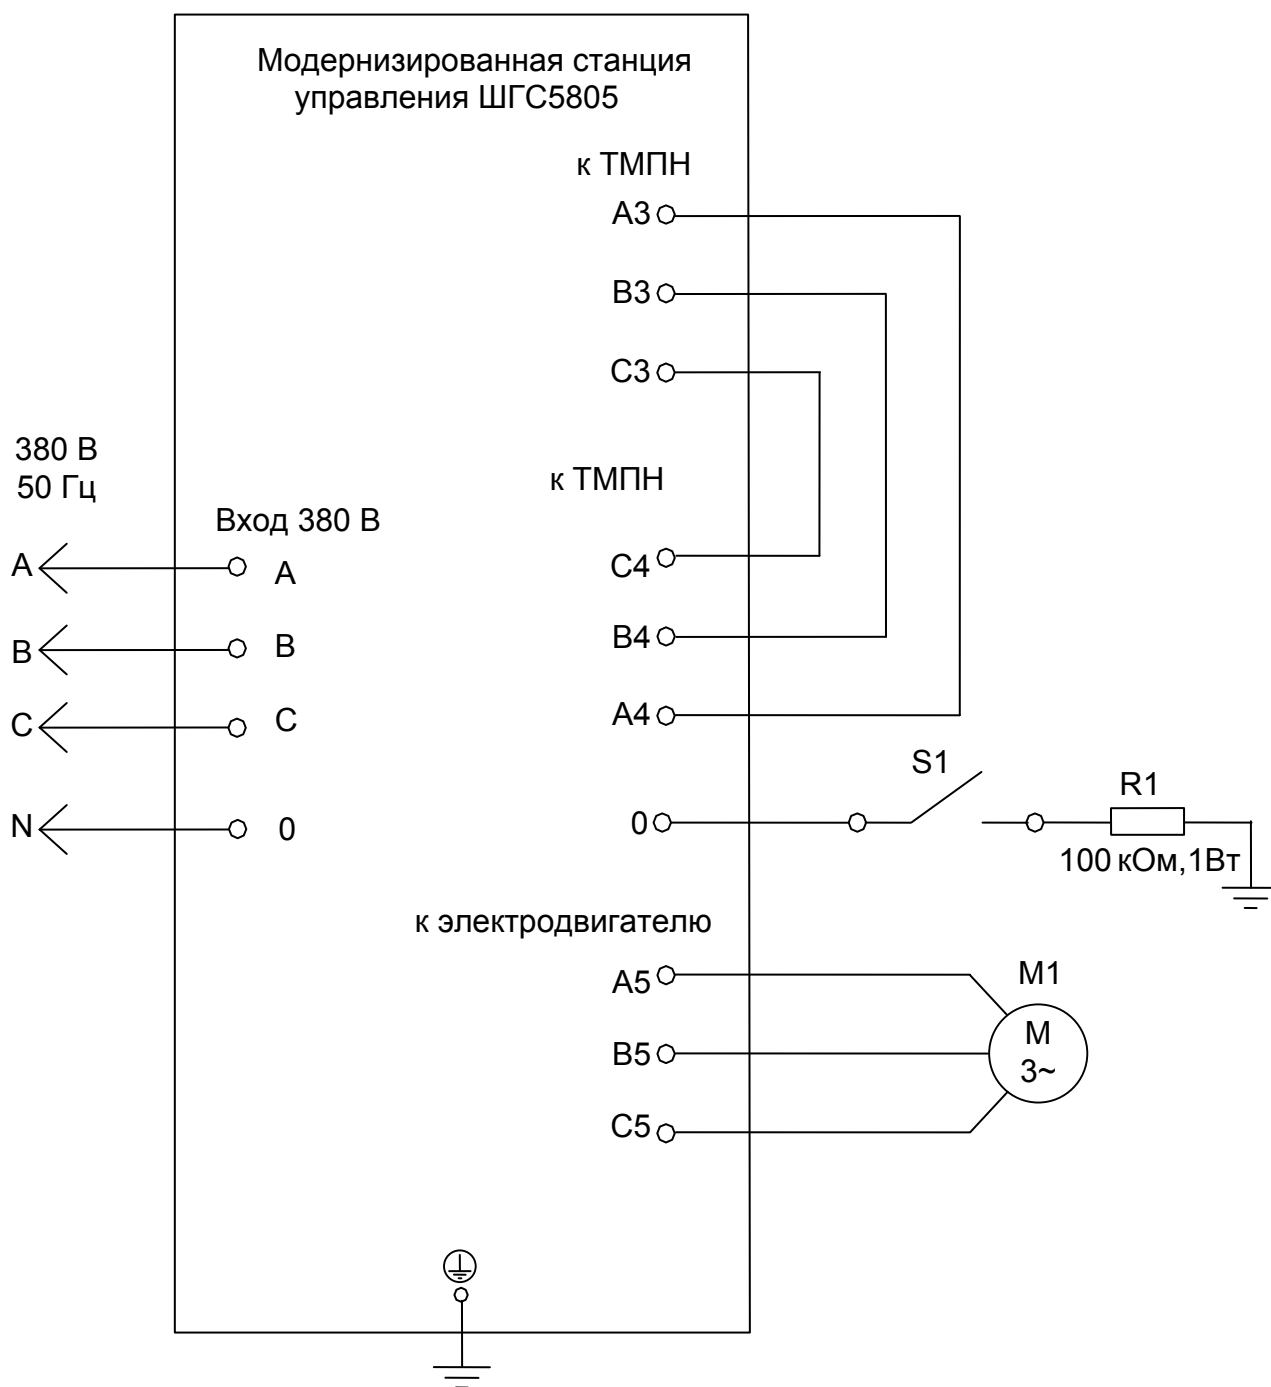 Модернизированная станция
управления ШГС5805
к ТМПН
А3
В3
С3
380 В
50 Гц
к ТМПН
Вход 380 В
А
А
С4
В
В
В4
С
С
А4
S1
R1
N
0
0
100 кОм,1Вт
к электродвигателю
А5
М1
В5
М
3~
С5